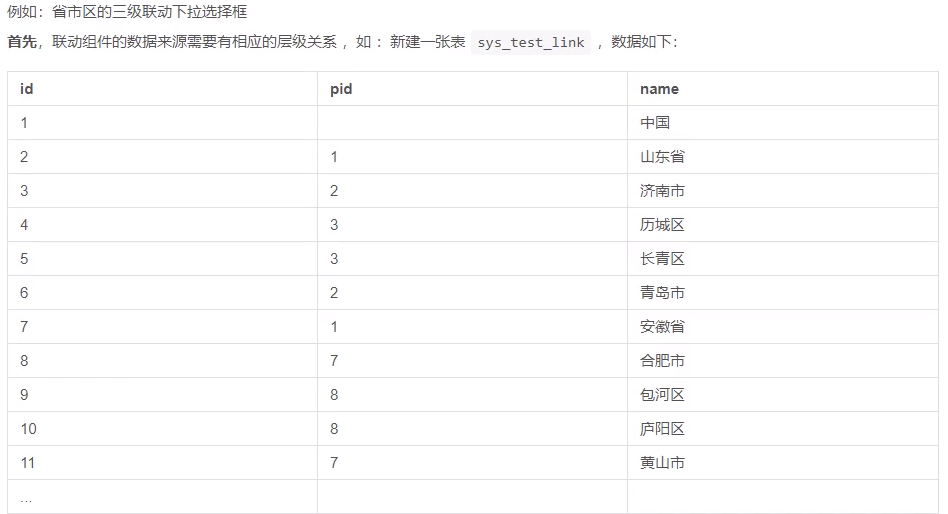 例如：省市区的三级联动下拉选择框
首先，联动组件的数据来源需要有相应的层级关系 ，如 ：新建一张表 sys_test_link ，数据如下：
id pid name
1 中国
2 1 山东省
3 2 济南市
4 3 历城区
5 3 长青区
6 2 青岛市
7 1 安徽省
8 7 合肥市
9 8 包河区
10 8 庐阳区
11 7 黄山市
...